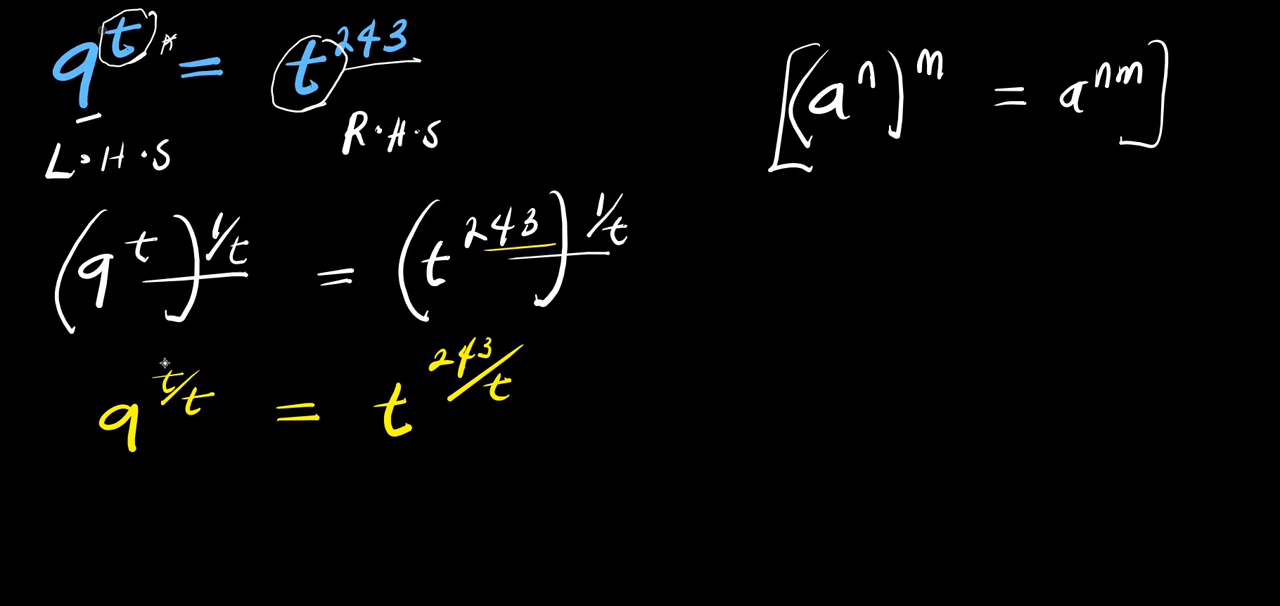 9^t = t^243
L.H.S R.H.S
[(a^n)^m = a^nm]
(9^t)^1/t = (t^243)^1/t
9^t/t = t^243/t